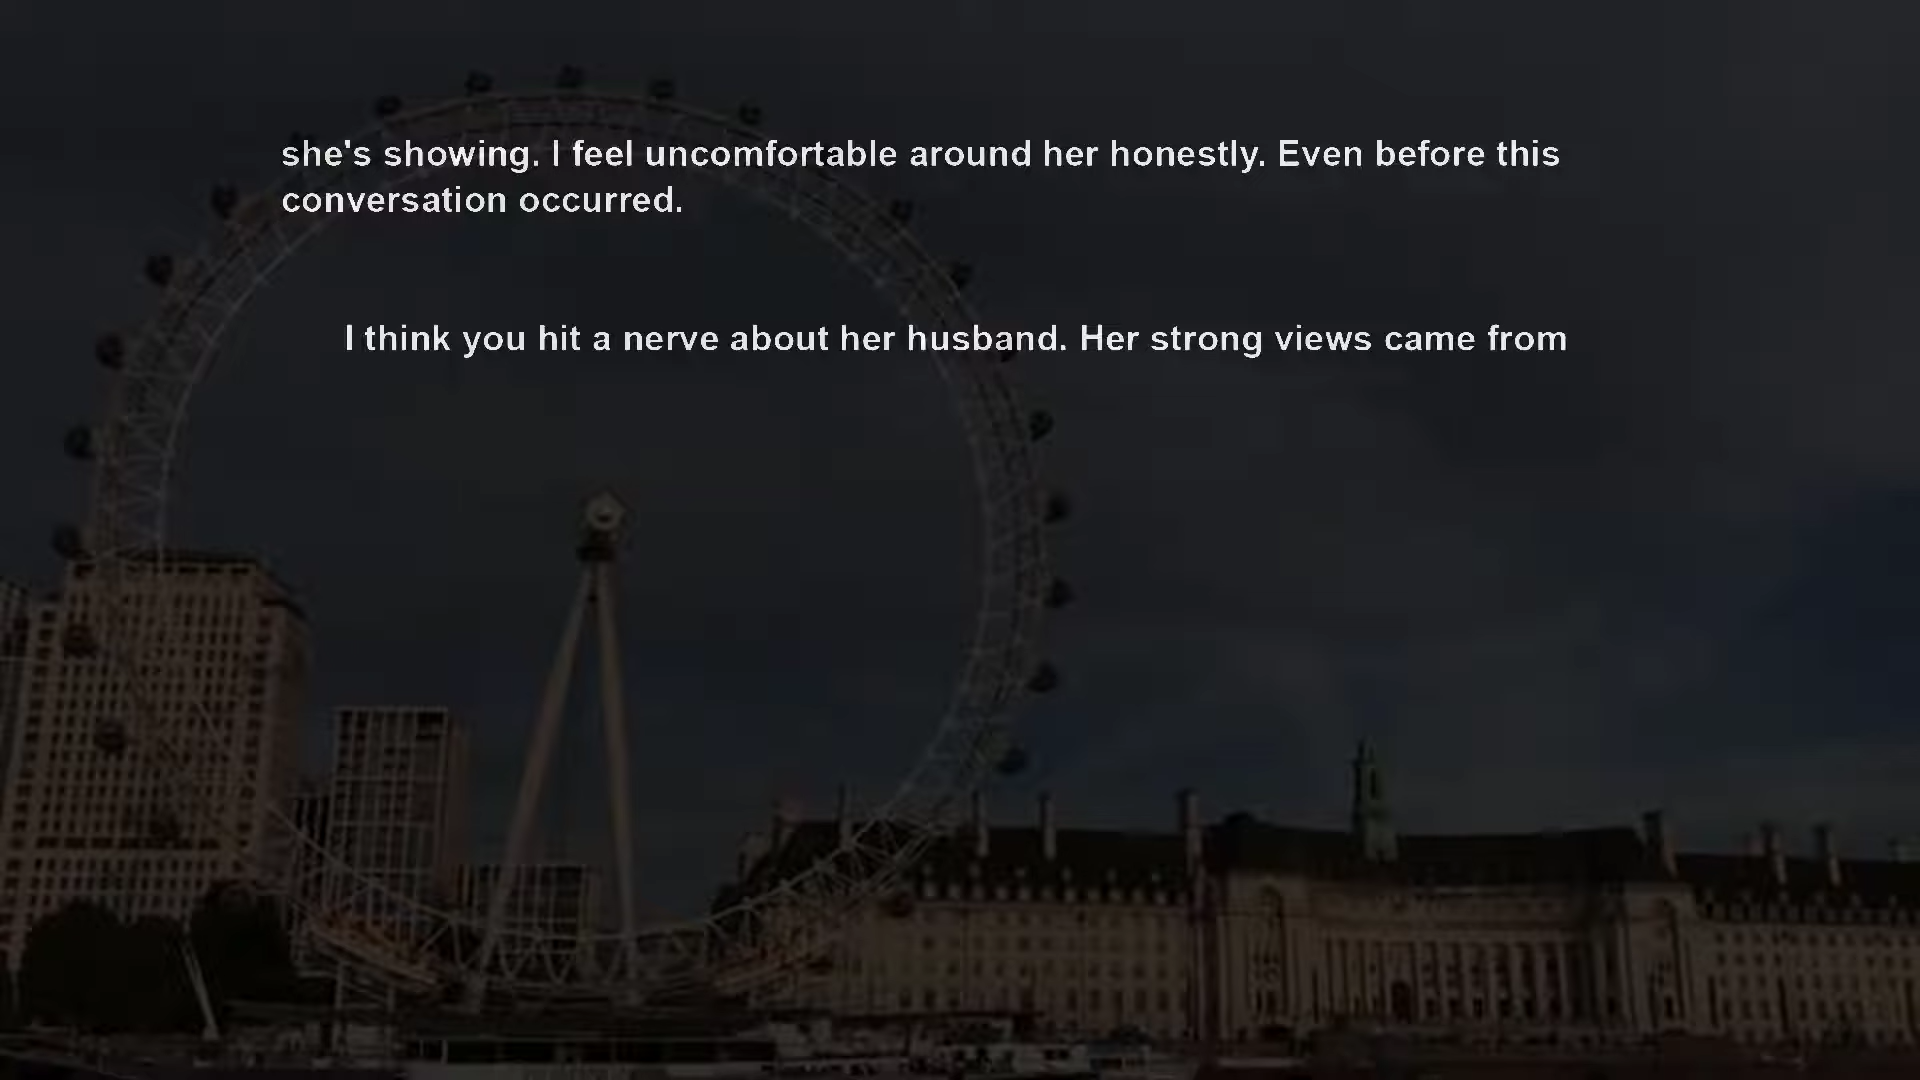 she's showing. I feel uncomfortable around her honestly. Even before this
conversation occurred.
I think you hit a nerve about her husband. Her strong views came from